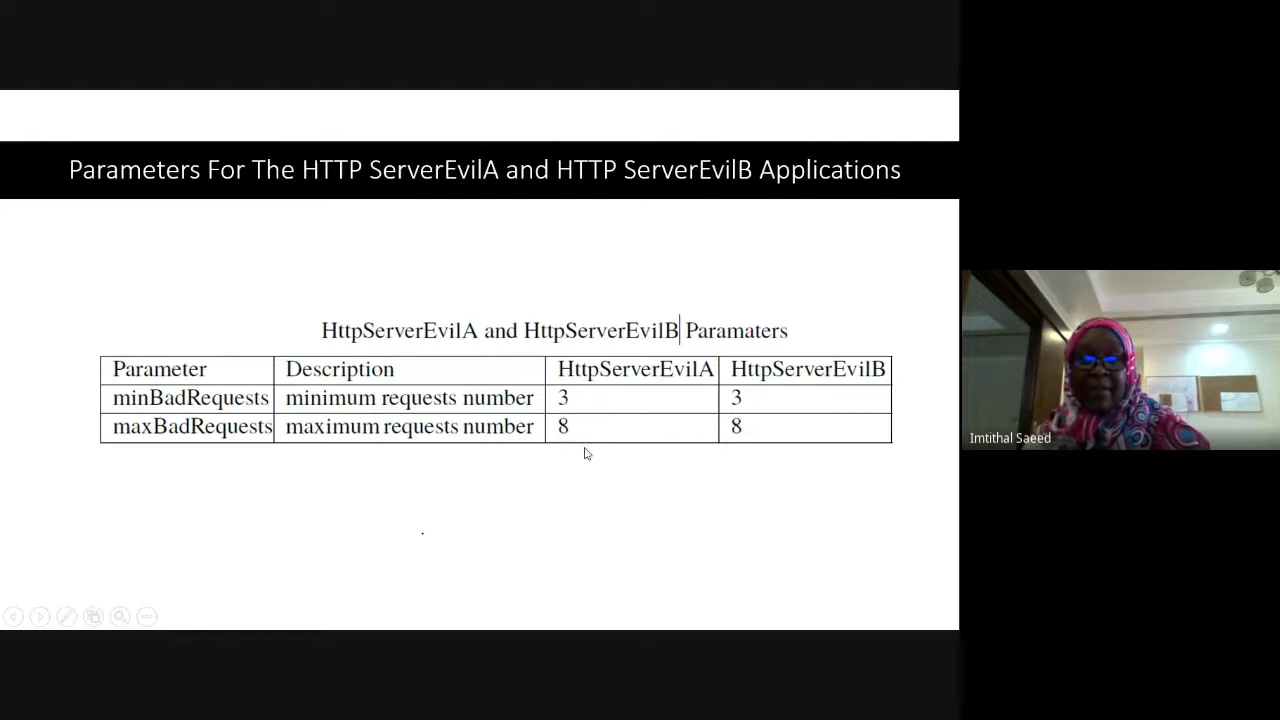 Parameters For The HTTP ServerEvilA and HTTP ServerEvilB Applications
HttpServerEvilA and HttpServerEvilB Paramaters
Parameter Description HttpServerEvilA HttpServerEvilB
minBadRequests minimum requests number 3 3
maxBadRequests maximum requests number 8 8
Imtithal Saeed